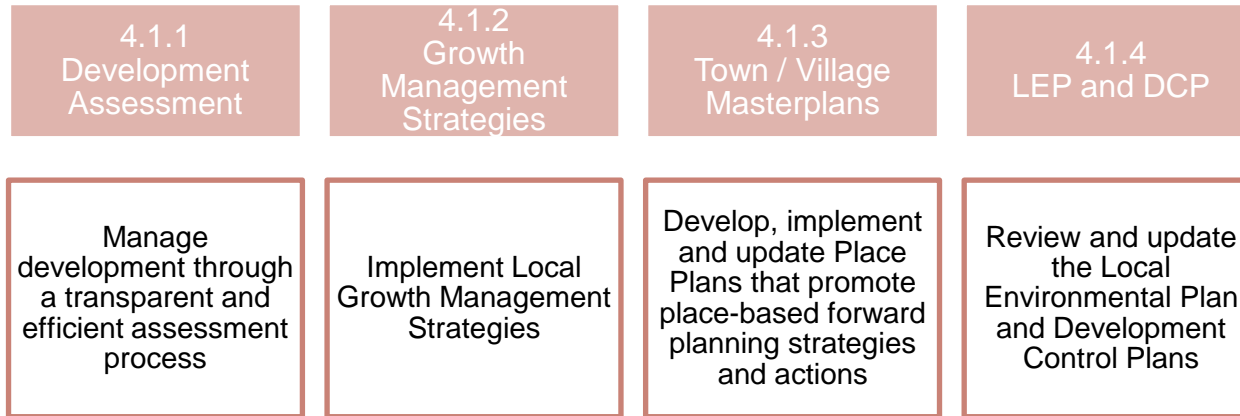 4.1.1
Development
Assessment
4.1.2
Growth
Management
Strategies
4.1.3
Town / Village
Masterplans
4.1.4
LEP and DCP
Manage
development through
a transparent and
efficient assessment
process
Implement Local
Growth Management
Strategies
Develop, implement
and update Place
Plans that promote
place-based forward
planning strategies
and actions
Review and update
the Local
Environmental Plan
and Development
Control Plans